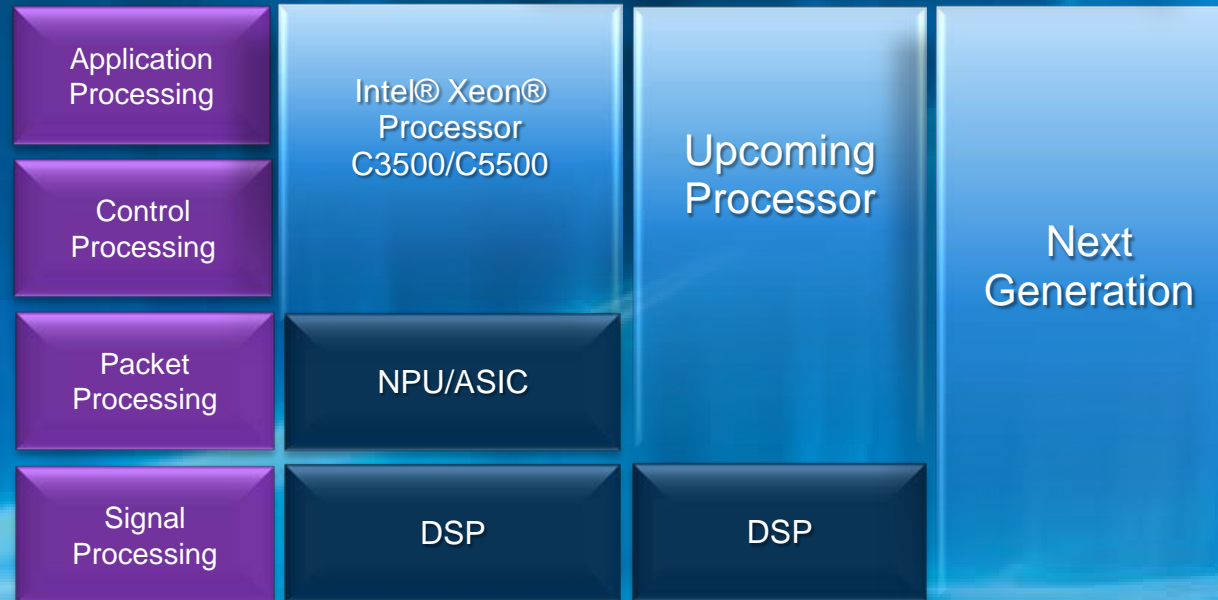 Application
Processing
Intel® Xeon®
Processor
C3500/C5500
Upcoming
Processor
Next
Generation
Control
Processing
Packet
Processing
NPU/ASIC
Signal
Processing
DSP
DSP